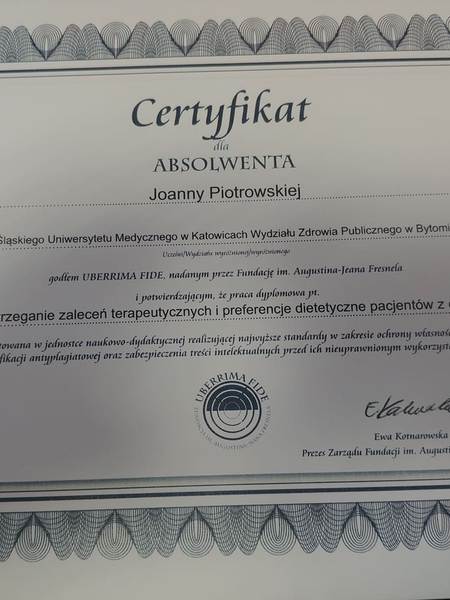 Certyfikat
dla
ABSOLWENTA
Joanny Piotrowskiej
Śląskiego Uniwersytetu Medycznego w Katowicach Wydziału Zdrowia Publicznego w Bytomi
Uczelni/Wydziału wyróżnionej/wyróżnionego
godłem UBERRIMA FIDE, nadanym przez Fundację im. Augustina-Jeana Fresnela
i potwierdzającym, że praca dyplomowa pt.
rzeganie zaleceń terapeutycznych i preferencje dietetyczne pacjentów z
towana w jednostce naukowo-dydaktycznej realizującej najwyższe standardy w zakresie ochrony własnoś
fikacji antyplagiatowej oraz zabezpieczenia treści intelektualnych przed ich nieuprawnionym wykorzyst
UBERRIMA FIDE
Ewa Kotnarowska
Prezes Zarządu Fundacji im. Augusti